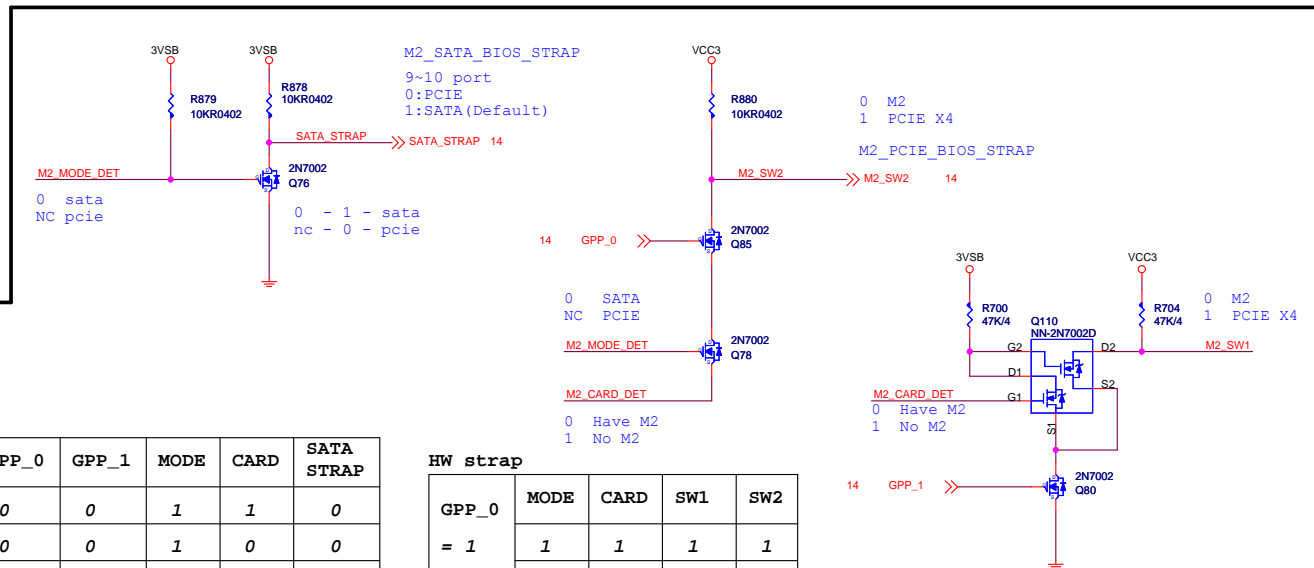 3VSB
3VSB
R879
10KR0402
R878
10KR0402
M2_SATA_BIOS_STRAP
9~10 port
0:PCIE
1:SATA(Default)
SATA_STRAP
SATA_STRAP 14
M2_MODE_DET
0 sata
NC pcie
2N7002
Q76
0 - 1 - sata
nc - 0 - pcie
VCC3
R880
10KR0402
0 M2
1 PCIE X4
M2_PCIE_BIOS_STRAP
M2_SW2
M2_SW2 14
14 GPP_0
2N7002
Q85
0 SATA
NC PCIE
M2_MODE_DET
2N7002
Q78
M2_CARD_DET
0 Have M2
1 No M2
3VSB
VCC3
R700
47K/4
Q110
NN-2N7002D
R704
47K/4
0 M2
1 PCIE X4
G2
D2
M2_SW1
D1
S2
M2_CARD_DET
G1
0 Have M2
1 No M2
S1
14 GPP_1
2N7002
Q80
PP_0 GPP_1 MODE CARD SATA STRAP
0 0 1 1 0
0 0 1 0 0
HW strap
GPP_0 MODE CARD SW1 SW2
= 1 1 1 1 1